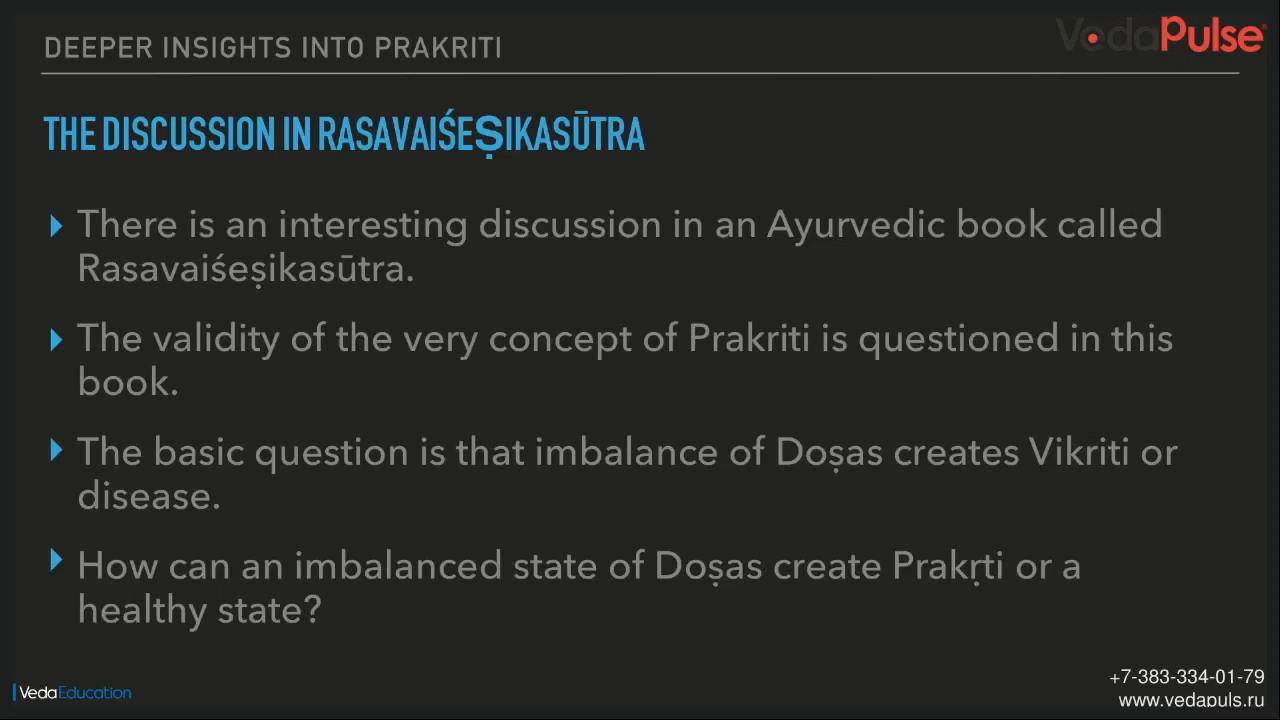 DEEPER INSIGHTS INTO PRAKRITI
VedaPulse®
THE DISCUSSION IN RASAVAIŚEṢIKASŪTRA
There is an interesting discussion in an Ayurvedic book called
Rasavaiśeṣikasūtra.
The validity of the very concept of Prakriti is questioned in this
book.
The basic question is that imbalance of Doṣas creates Vikriti or
disease.
How can an imbalanced state of Doṣas create Prakṛti or a
healthy state?
VedaEducation
+7-383-334-01-79
www.vedapuls.ru